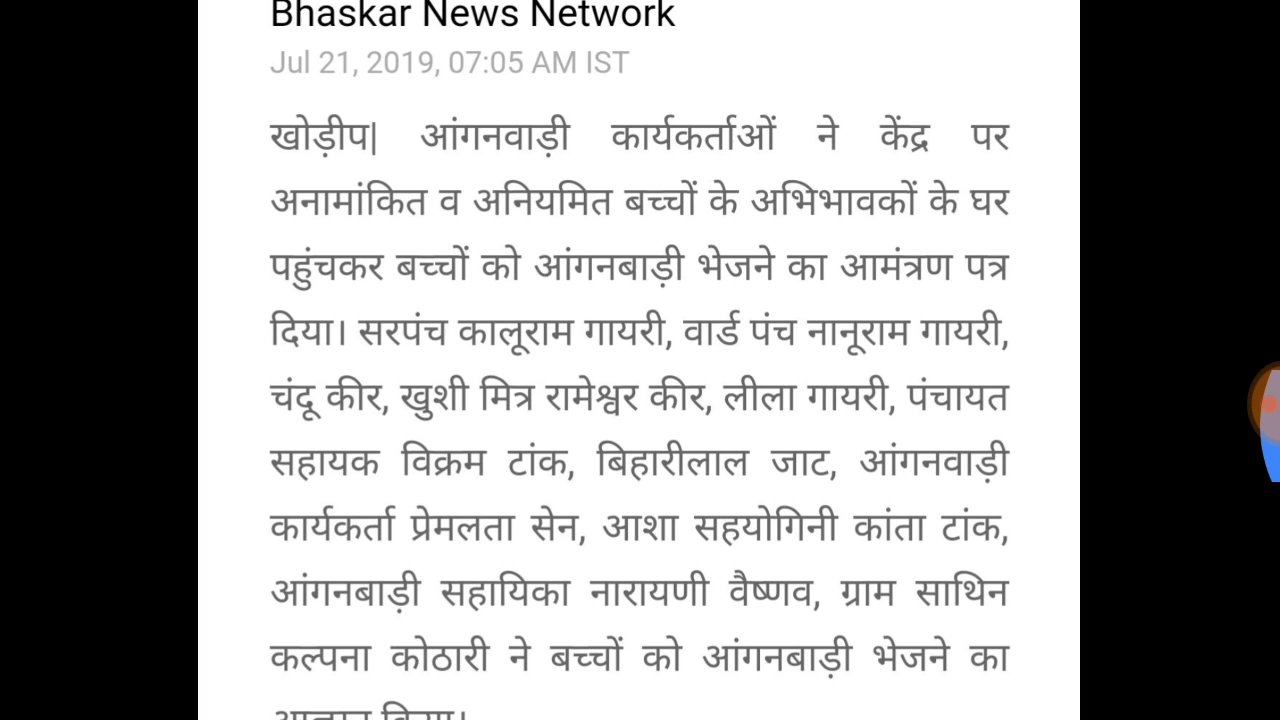 Bhaskar News Network
Jul 21, 2019, 07:05 AM IST
खोड़ीप| आंगनवाड़ी कार्यकर्ताओं ने केंद्र पर
अनामांकित व अनियमित बच्चों के अभिभावकों के घर
पहुंचकर बच्चों को आंगनबाड़ी भेजने का आमंत्रण पत्र
दिया। सरपंच कालूराम गायरी, वार्ड पंच नानूराम गायरी,
चंदू कीर, खुशी मित्र रामेश्वर कीर, लीला गायरी, पंचायत
सहायक विक्रम टांक, बिहारीलाल जाट, आंगनवाड़ी
कार्यकर्ता प्रेमलता सेन, आशा सहयोगिनी कांता टांक,
आंगनबाड़ी सहायिका नारायणी वैष्णव, ग्राम साथिन
कल्पना कोठारी ने बच्चों को आंगनबाड़ी भेजने का